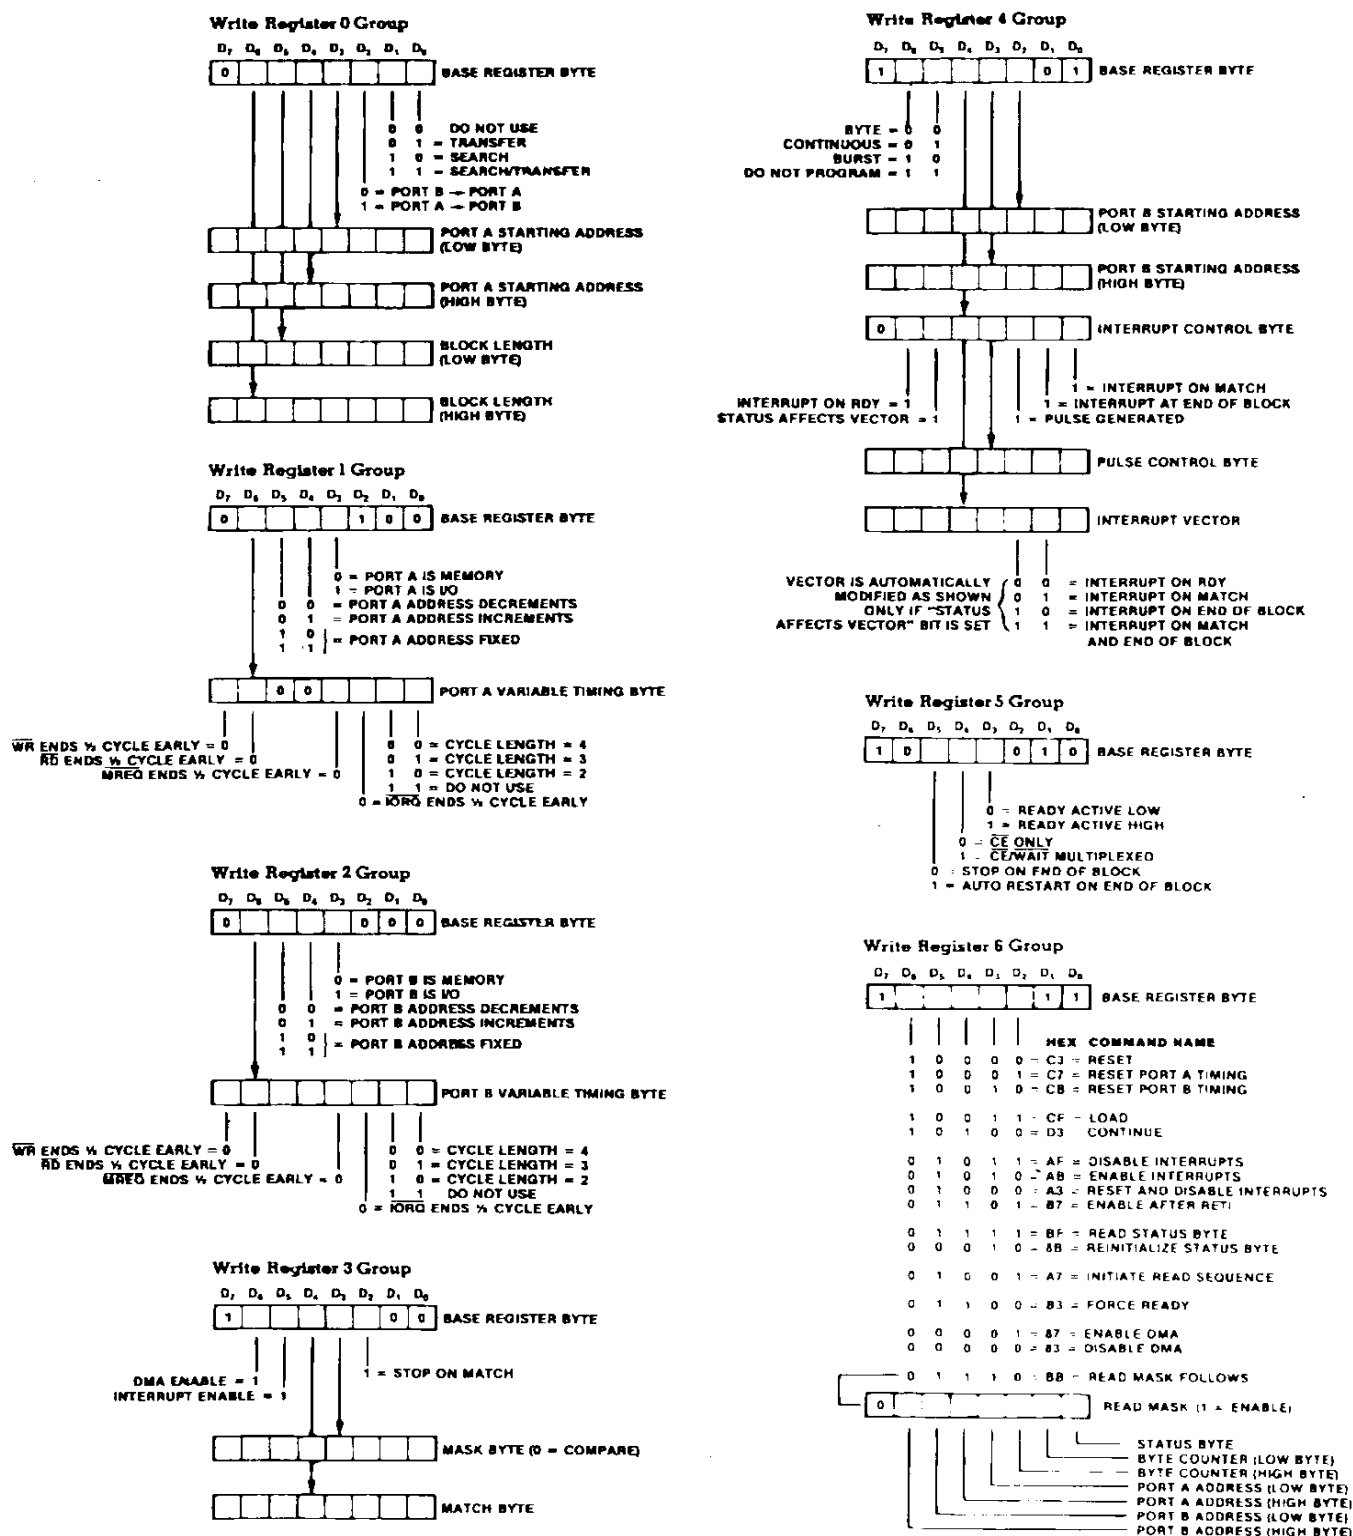 Write Register 0 Group
D7 D6 D5 D4 D3 D2 D1 D0
0 BASE REGISTER BYTE
0 0 DO NOT USE
0 1 = TRANSFER
1 0 = SEARCH
1 1 = SEARCH/TRANSFER
0 = PORT B → PORT A
1 = PORT A → PORT B
PORT A STARTING ADDRESS
(LOW BYTE)
PORT A STARTING ADDRESS
(HIGH BYTE)
BLOCK LENGTH
(LOW BYTE)
BLOCK LENGTH
(HIGH BYTE)
Write Register 1 Group
D7 D6 D5 D4 D3 D2 D1 D0
0 1 0 0 BASE REGISTER BYTE
0 = PORT A IS MEMORY
1 = PORT A IS I/O
0 0 = PORT A ADDRESS DECREMENTS
0 1 = PORT A ADDRESS INCREMENTS
1 0
1 1 } = PORT A ADDRESS FIXED
0 0 PORT A VARIABLE TIMING BYTE
WR ENDS ½ CYCLE EARLY = 0
RD ENDS ½ CYCLE EARLY = 0
MREQ ENDS ½ CYCLE EARLY = 0
0 0 = CYCLE LENGTH = 4
0 1 = CYCLE LENGTH = 3
1 0 = CYCLE LENGTH = 2
1 1 = DO NOT USE
0 = IORQ ENDS ½ CYCLE EARLY
Write Register 2 Group
D7 D6 D5 D4 D3 D2 D1 D0
0 0 0 0 BASE REGISTER BYTE
0 = PORT B IS MEMORY
1 = PORT B IS I/O
0 0 = PORT B ADDRESS DECREMENTS
0 1 = PORT B ADDRESS INCREMENTS
1 0
1 1 } = PORT B ADDRESS FIXED
PORT B VARIABLE TIMING BYTE
WR ENDS ½ CYCLE EARLY = 0
RD ENDS ½ CYCLE EARLY = 0
MREQ ENDS ½ CYCLE EARLY = 0
0 0 = CYCLE LENGTH = 4
0 1 = CYCLE LENGTH = 3
1 0 = CYCLE LENGTH = 2
1 1 DO NOT USE
0 = IORQ ENDS ½ CYCLE EARLY
Write Register 3 Group
D7 D6 D5 D4 D3 D2 D1 D0
1 0 0 BASE REGISTER BYTE
1 = STOP ON MATCH
DMA ENABLE = 1
INTERRUPT ENABLE = 1
MASK BYTE (0 = COMPARE)
MATCH BYTE
Write Register 4 Group
D7 D6 D5 D4 D3 D2 D1 D0
1 0 1 BASE REGISTER BYTE
BYTE = 0 0
CONTINUOUS = 0 1
BURST = 1 0
DO NOT PROGRAM = 1 1
PORT B STARTING ADDRESS
(LOW BYTE)
PORT B STARTING ADDRESS
(HIGH BYTE)
0 INTERRUPT CONTROL BYTE
1 = INTERRUPT ON MATCH
INTERRUPT ON RDY = 1 1 = INTERRUPT AT END OF BLOCK
STATUS AFFECTS VECTOR = 1 1 = PULSE GENERATED
PULSE CONTROL BYTE
INTERRUPT VECTOR
VECTOR IS AUTOMATICALLY 0 0 = INTERRUPT ON RDY
MODIFIED AS SHOWN 0 1 = INTERRUPT ON MATCH
ONLY IF "STATUS 1 0 = INTERRUPT ON END OF BLOCK
AFFECTS VECTOR" BIT IS SET 1 1 = INTERRUPT ON MATCH
AND END OF BLOCK
Write Register 5 Group
D7 D6 D5 D4 D3 D2 D1 D0
1 0 0 1 0 BASE REGISTER BYTE
0 = READY ACTIVE LOW
1 = READY ACTIVE HIGH
0 = CE ONLY
1 = CE/WAIT MULTIPLEXED
0 = STOP ON END OF BLOCK
1 = AUTO RESTART ON END OF BLOCK
Write Register 6 Group
D7 D6 D5 D4 D3 D2 D1 D0
1 1 1 BASE REGISTER BYTE
HEX COMMAND NAME
1 0 0 0 0 = C3 = RESET
1 0 0 0 1 = C7 = RESET PORT A TIMING
1 0 0 1 0 = CB = RESET PORT B TIMING
1 0 0 1 1 = CF = LOAD
1 0 1 0 0 = D3 CONTINUE
0 1 0 1 1 = AF = DISABLE INTERRUPTS
0 1 0 1 0 = AB = ENABLE INTERRUPTS
0 1 0 0 0 = A3 = RESET AND DISABLE INTERRUPTS
0 1 1 0 1 = B7 = ENABLE AFTER RETI
0 1 1 1 1 = BF = READ STATUS BYTE
0 0 0 1 0 = 8B = REINITIALIZE STATUS BYTE
0 1 0 0 1 = A7 = INITIATE READ SEQUENCE
0 1 1 0 0 = B3 = FORCE READY
0 0 0 0 1 = 87 = ENABLE DMA
0 0 0 0 0 = 83 = DISABLE DMA
0 1 1 1 0 = BB = READ MASK FOLLOWS
0 READ MASK (1 = ENABLE)
STATUS BYTE
BYTE COUNTER (LOW BYTE)
BYTE COUNTER (HIGH BYTE)
PORT A ADDRESS (LOW BYTE)
PORT A ADDRESS (HIGH BYTE)
PORT B ADDRESS (LOW BYTE)
PORT B ADDRESS (HIGH BYTE)